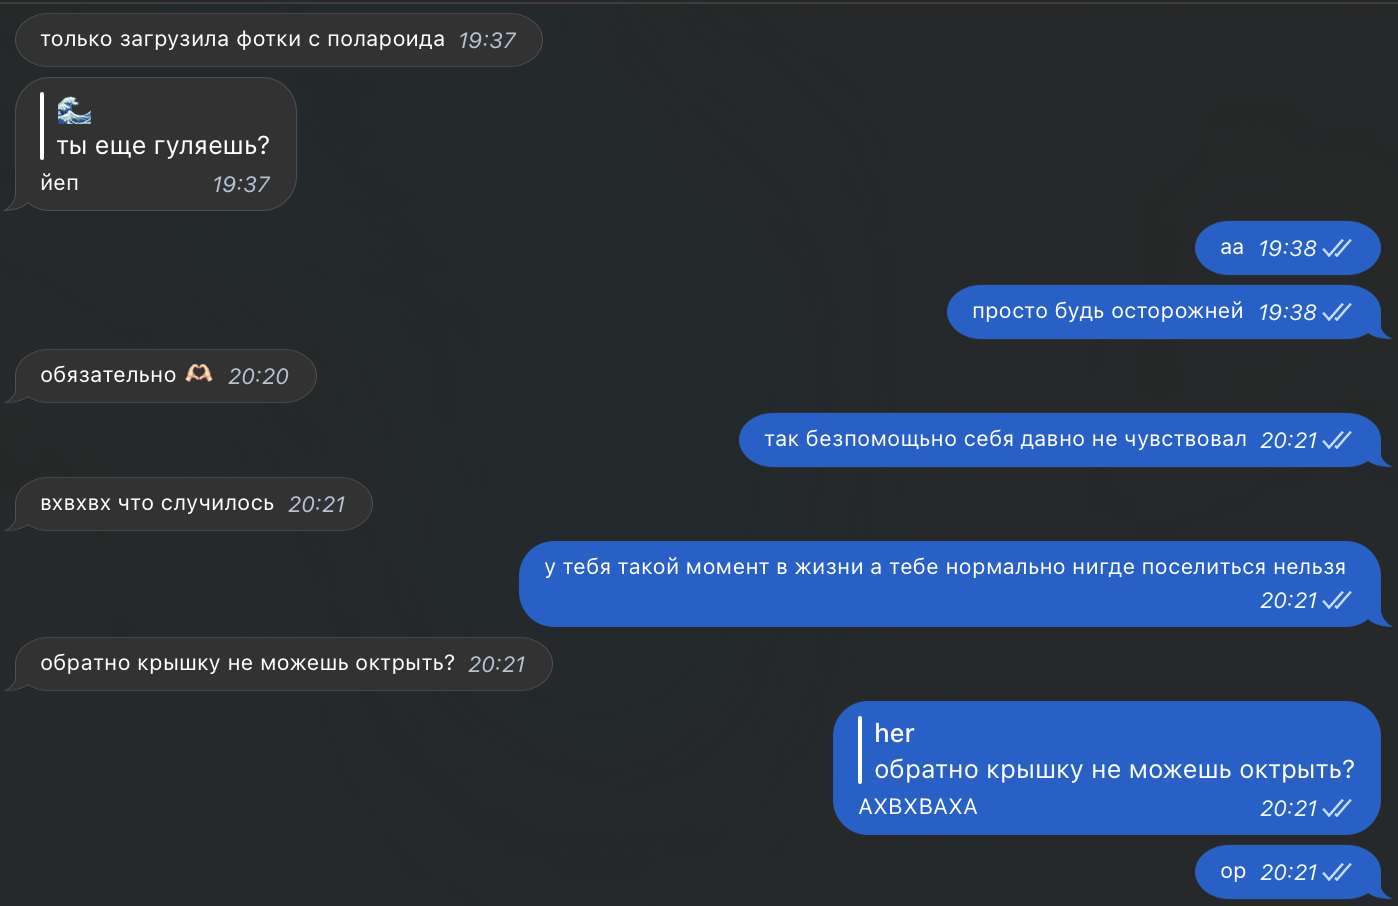 только загрузила фотки с полароида 19:37
🌊
ты еще гуляешь?
йеп 19:37
аа 19:38
просто будь осторожней 19:38
обязательно 🫶🏻 20:20
так безпомощьно себя давно не чувствовал 20:21
вхвхвх что случилось 20:21
у тебя такой момент в жизни а тебе нормально нигде поселиться нельзя
20:21
обратно крышку не можешь октрыть? 20:21
her
обратно крышку не можешь октрыть?
АХВХВАХА 20:21
ор 20:21